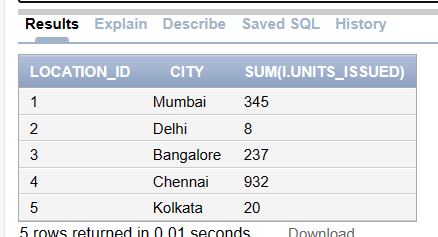 Results Explain Describe Saved SQL History
LOCATION_ID CITY SUM(I.UNITS_ISSUED)
1 Mumbai 345
2 Delhi 8
3 Bangalore 237
4 Chennai 932
5 Kolkata 20
5 rows returned in 0.01 seconds Download